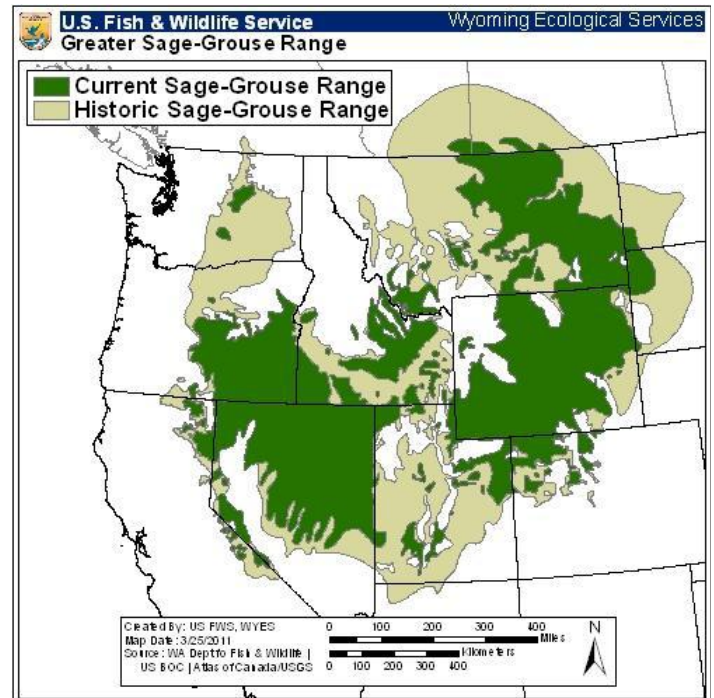 U.S. Fish & Wildlife Service Wyoming Ecological Services
Greater Sage-Grouse Range
Current Sage-Grouse Range
Historic Sage-Grouse Range
Created By: US FWS, WYES
Map Date: 3/25/2011
Source: WA Dept fo Fish & Wildlife |
US BOC | Atlas of Canada/USGS
0 100 200 300 400
Miles
Kilometers
0 100 200 300 400
N